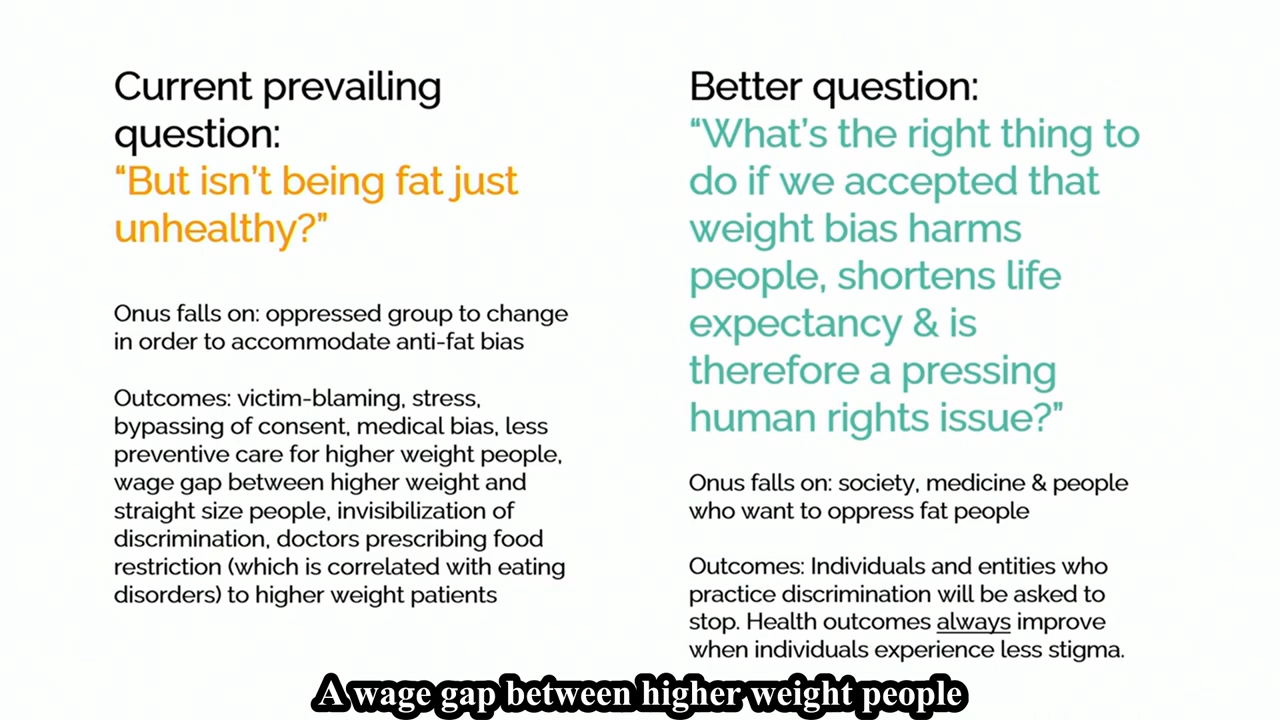 Current prevailing
question:
“But isn’t being fat just
unhealthy?”
Onus falls on: oppressed group to change
in order to accommodate anti-fat bias
Outcomes: victim-blaming, stress,
bypassing of consent, medical bias, less
preventive care for higher weight people,
wage gap between higher weight and
straight size people, invisibilization of
discrimination, doctors prescribing food
restriction (which is correlated with eating
disorders) to higher weight patients
Better question:
“What’s the right thing to
do if we accepted that
weight bias harms
people, shortens life
expectancy & is
therefore a pressing
human rights issue?”
Onus falls on: society, medicine & people
who want to oppress fat people
Outcomes: Individuals and entities who
practice discrimination will be asked to
stop. Health outcomes always improve
when individuals experience less stigma.
A wage gap between higher weight people